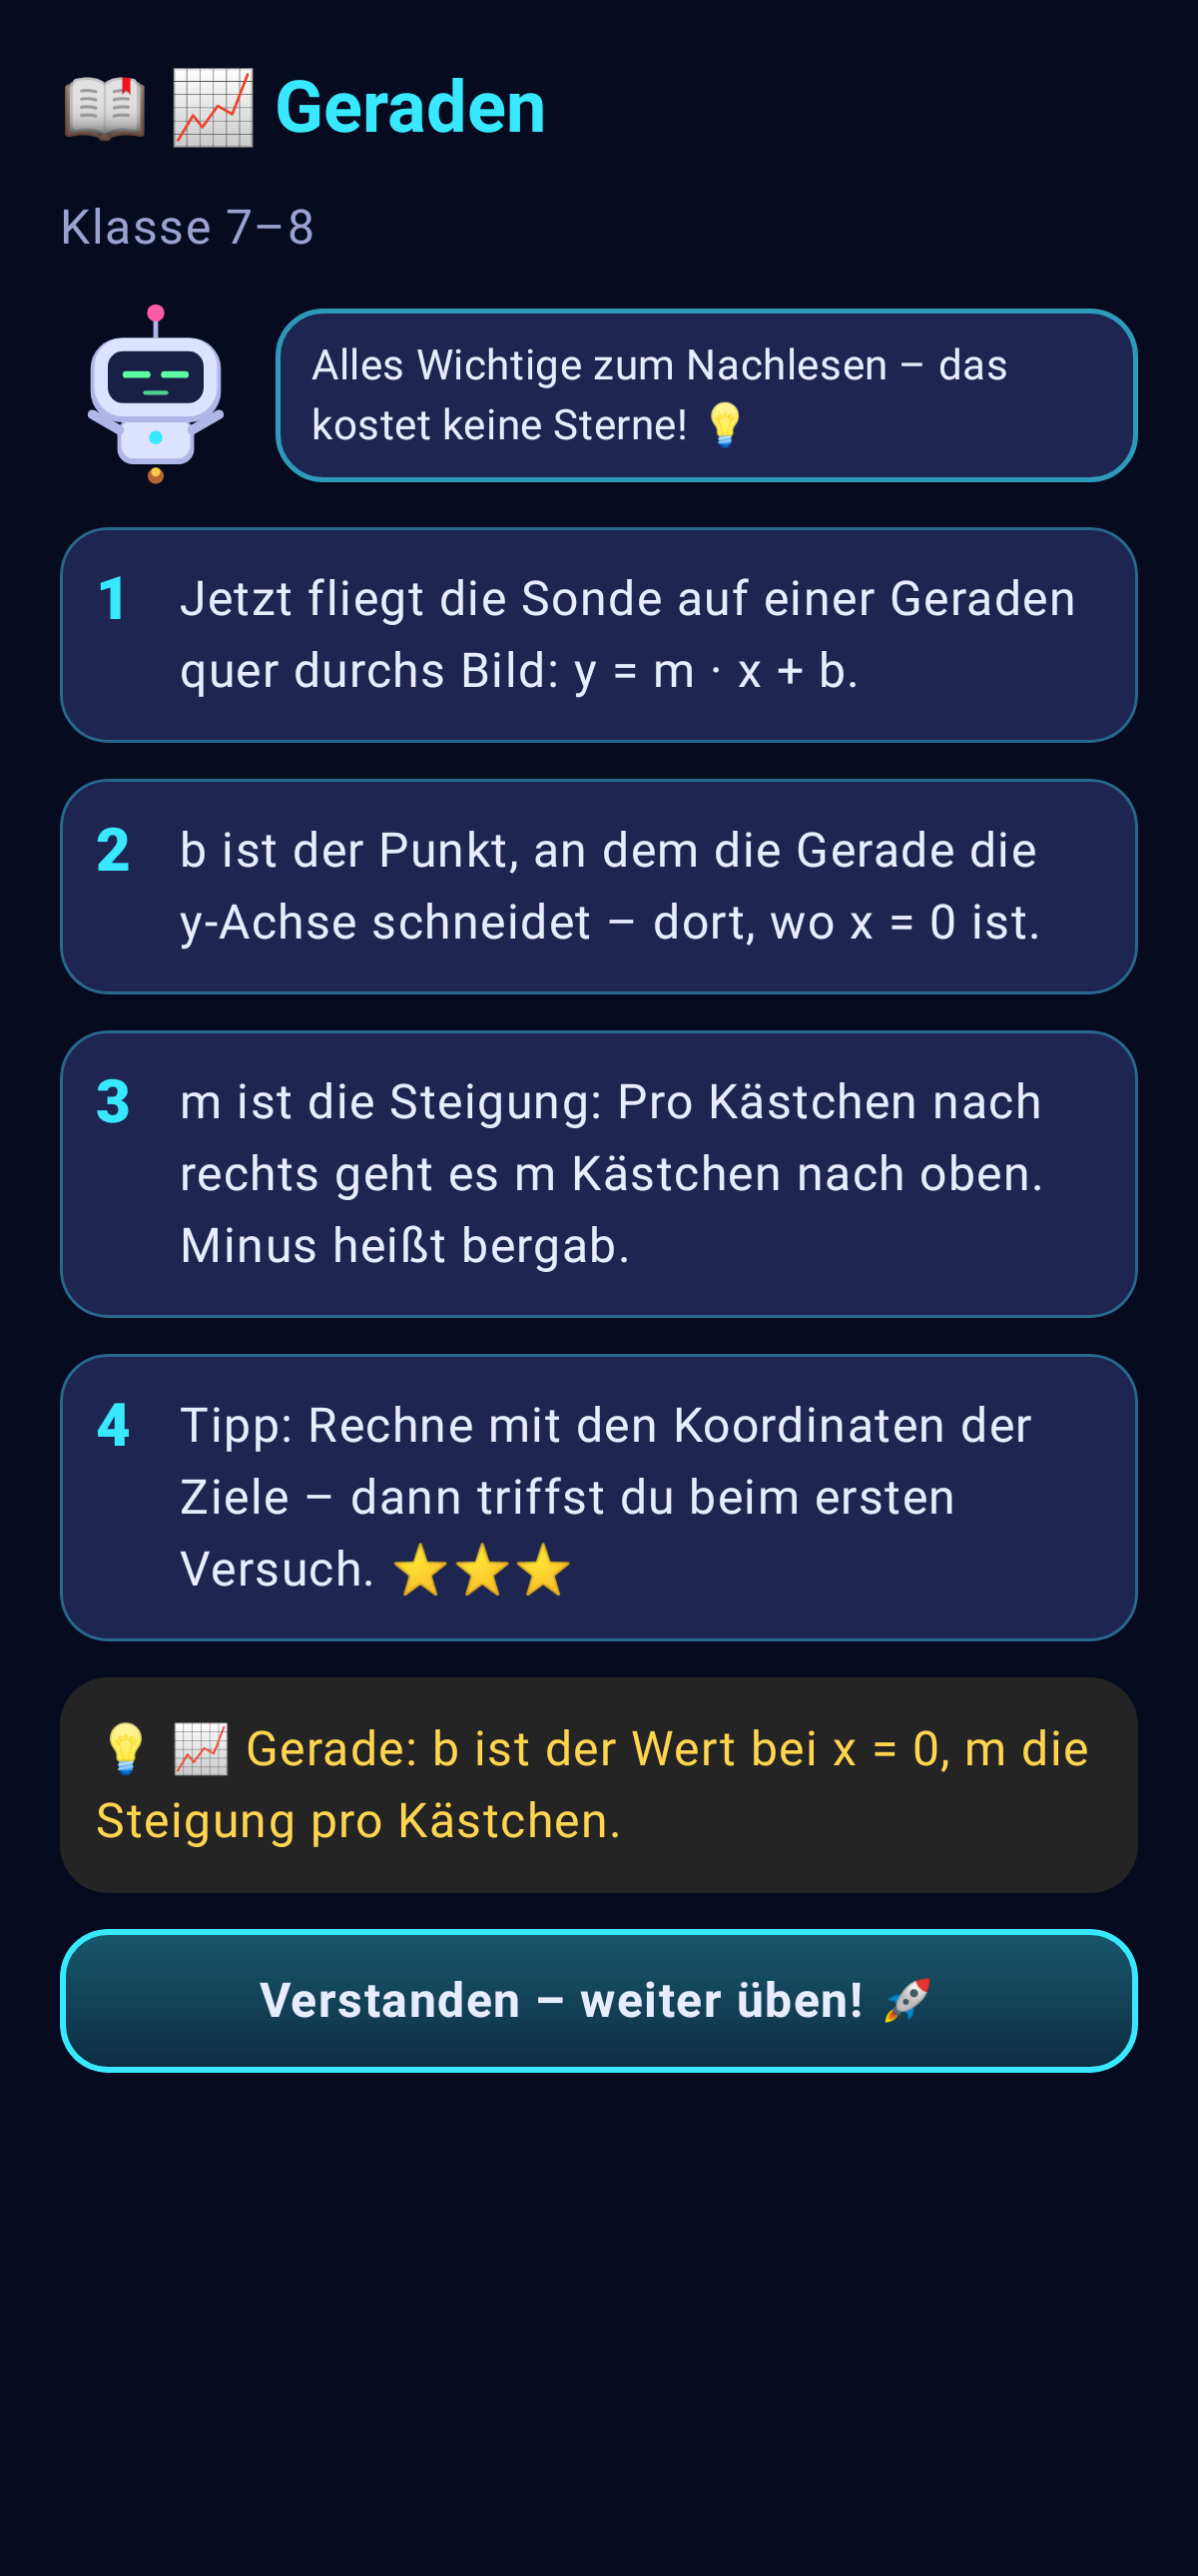 📖 📈 Geraden
Klasse 7–8
Alles Wichtige zum Nachlesen – das
kostet keine Sterne! 💡
1 Jetzt fliegt die Sonde auf einer Geraden
quer durchs Bild: y = m · x + b.
2 b ist der Punkt, an dem die Gerade die
y-Achse schneidet – dort, wo x = 0 ist.
3 m ist die Steigung: Pro Kästchen nach
rechts geht es m Kästchen nach oben.
Minus heißt bergab.
4 Tipp: Rechne mit den Koordinaten der
Ziele – dann triffst du beim ersten
Versuch. ⭐⭐⭐
💡 📈 Gerade: b ist der Wert bei x = 0, m die
Steigung pro Kästchen.
Verstanden – weiter üben! 🚀